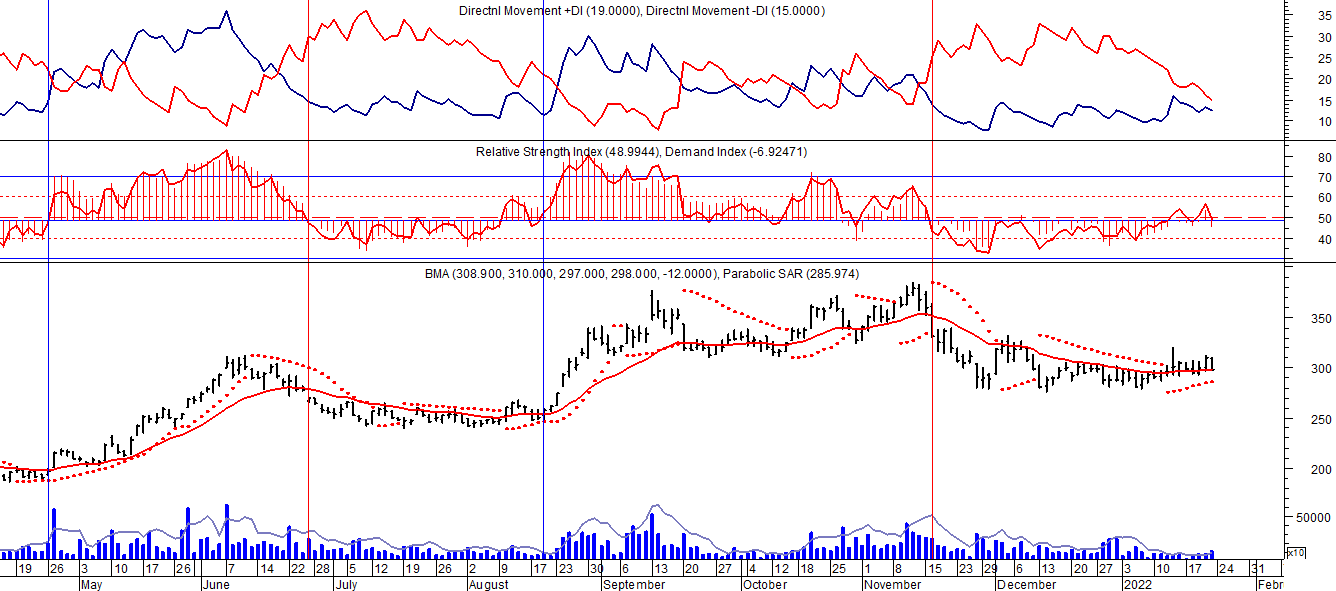 Directnl Movement +DI (19.0000), Directnl Movement -DI (15.0000)
35
30
25
20
15
10
Relative Strength Index (48.9944), Demand Index (-6.92471)
80
70
60
50
40
BMA (308.900, 310.000, 297.000, 298.000, -12.0000), Parabolic SAR (285.974)
350
300
250
200
50000
x10
19 26 3 10 17 26 7 14 22 28 5 12 19 26 2 9 17 23 30 6 13 20 27 4 12 18 25 1 8 15 23 29 6 13 20 27 3 10 17 24 31
May June July August September October November December 2022 Febr